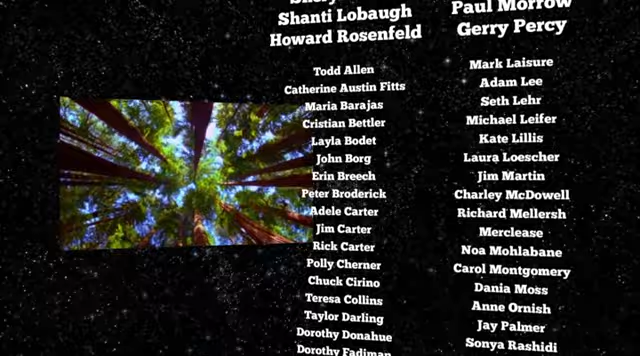 Shanti Lobaugh
Howard Rosenfeld
Todd Allen
Catherine Austin Fitts
Maria Barajas
Cristian Bettler
Layla Bodet
John Borg
Erin Breech
Peter Broderick
Adele Carter
Jim Carter
Rick Carter
Polly Cherner
Chuck Cirino
Teresa Collins
Taylor Darling
Dorothy Donahue
Dorothy Fadiman
Paul Morrow
Gerry Percy
Mark Laisure
Adam Lee
Seth Lehr
Michael Leifer
Kate Lillis
Laura Loescher
Jim Martin
Charley McDowell
Richard Mellersh
Merclease
Noa Mohlabane
Carol Montgomery
Dania Moss
Anne Ornish
Jay Palmer
Sonya Rashidi